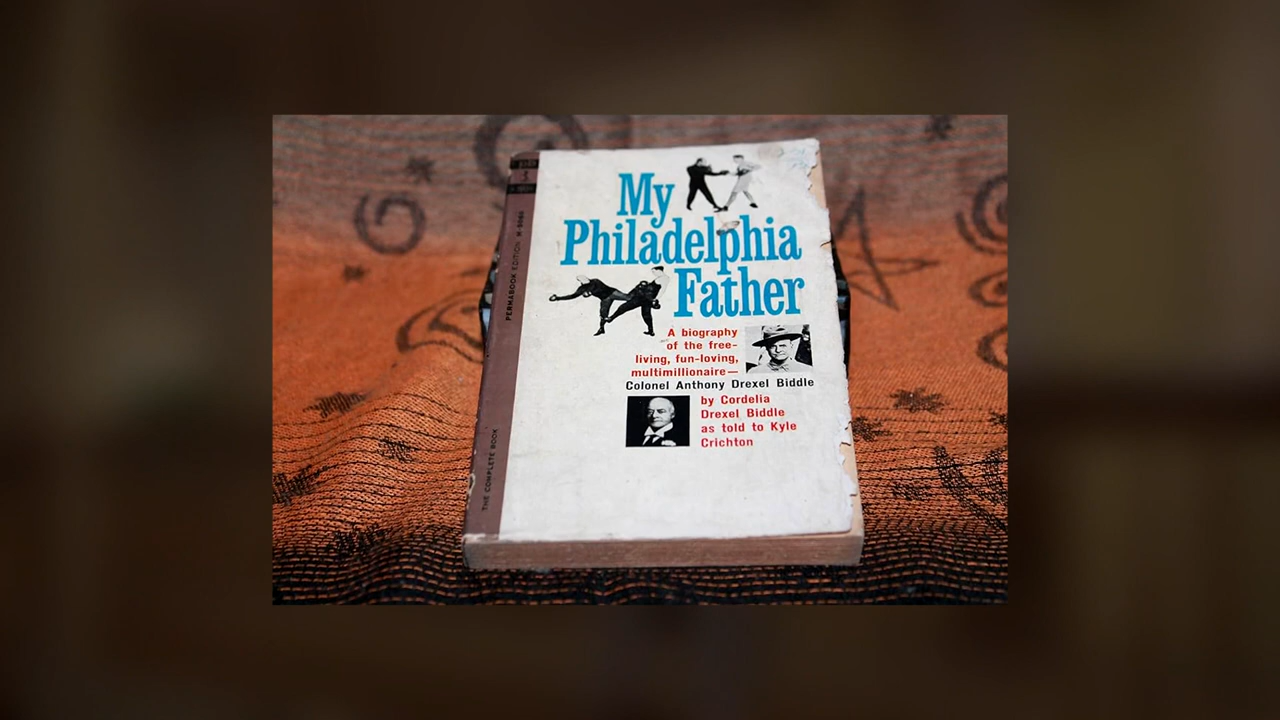 My
Philadelphia
Father
A biography
of the free-
living, fun-loving,
multimillionaire—
Colonel Anthony Drexel Biddle
by Cordelia
Drexel Biddle
as told to Kyle
Crichton
PERMABOOK EDITION
THE COMPLETE BOOK